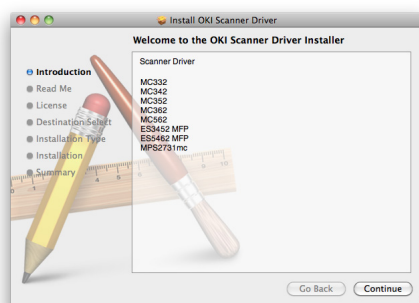 Install OKI Scanner Driver
Welcome to the OKI Scanner Driver Installer
Introduction
Read Me
License
Destination Select
Installation Type
Installation
Summary
Scanner Driver
MC332
MC342
MC352
MC362
MC562
ES3452 MFP
ES5462 MFP
MPS2731mc
Go Back
Continue